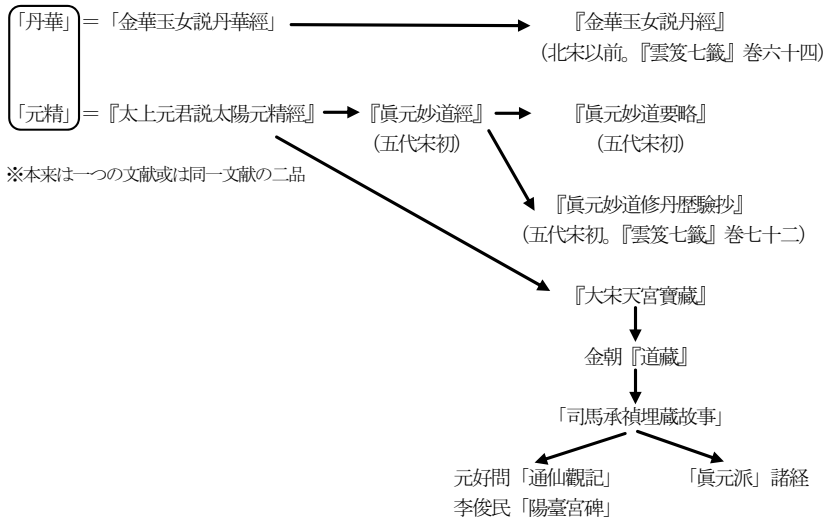 「丹華」=「金華玉女説丹華經」 『金華玉女説丹經』
(北宋以前。『雲笈七籤』巻六十四)
「元精」=『太上元君説太陽元精經』 『眞元妙道經』 『眞元妙道要略』
(五代宋初) (五代宋初)
※本来は一つの文献或は同一文献の二品
『眞元妙道修丹歴驗抄』
(五代宋初。『雲笈七籤』巻七十二)
『大宋天宮寶藏』
金朝『道藏』
「司馬承禎埋蔵故事」
元好問「通仙觀記」 「眞元派」諸経
李俊民「陽臺宮碑」